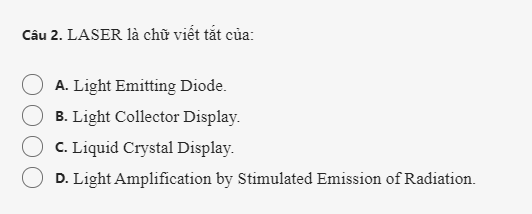 Câu 2. LASER là chữ viết tắt của:
A. Light Emitting Diode.
B. Light Collector Display.
C. Liquid Crystal Display.
D. Light Amplification by Stimulated Emission of Radiation.